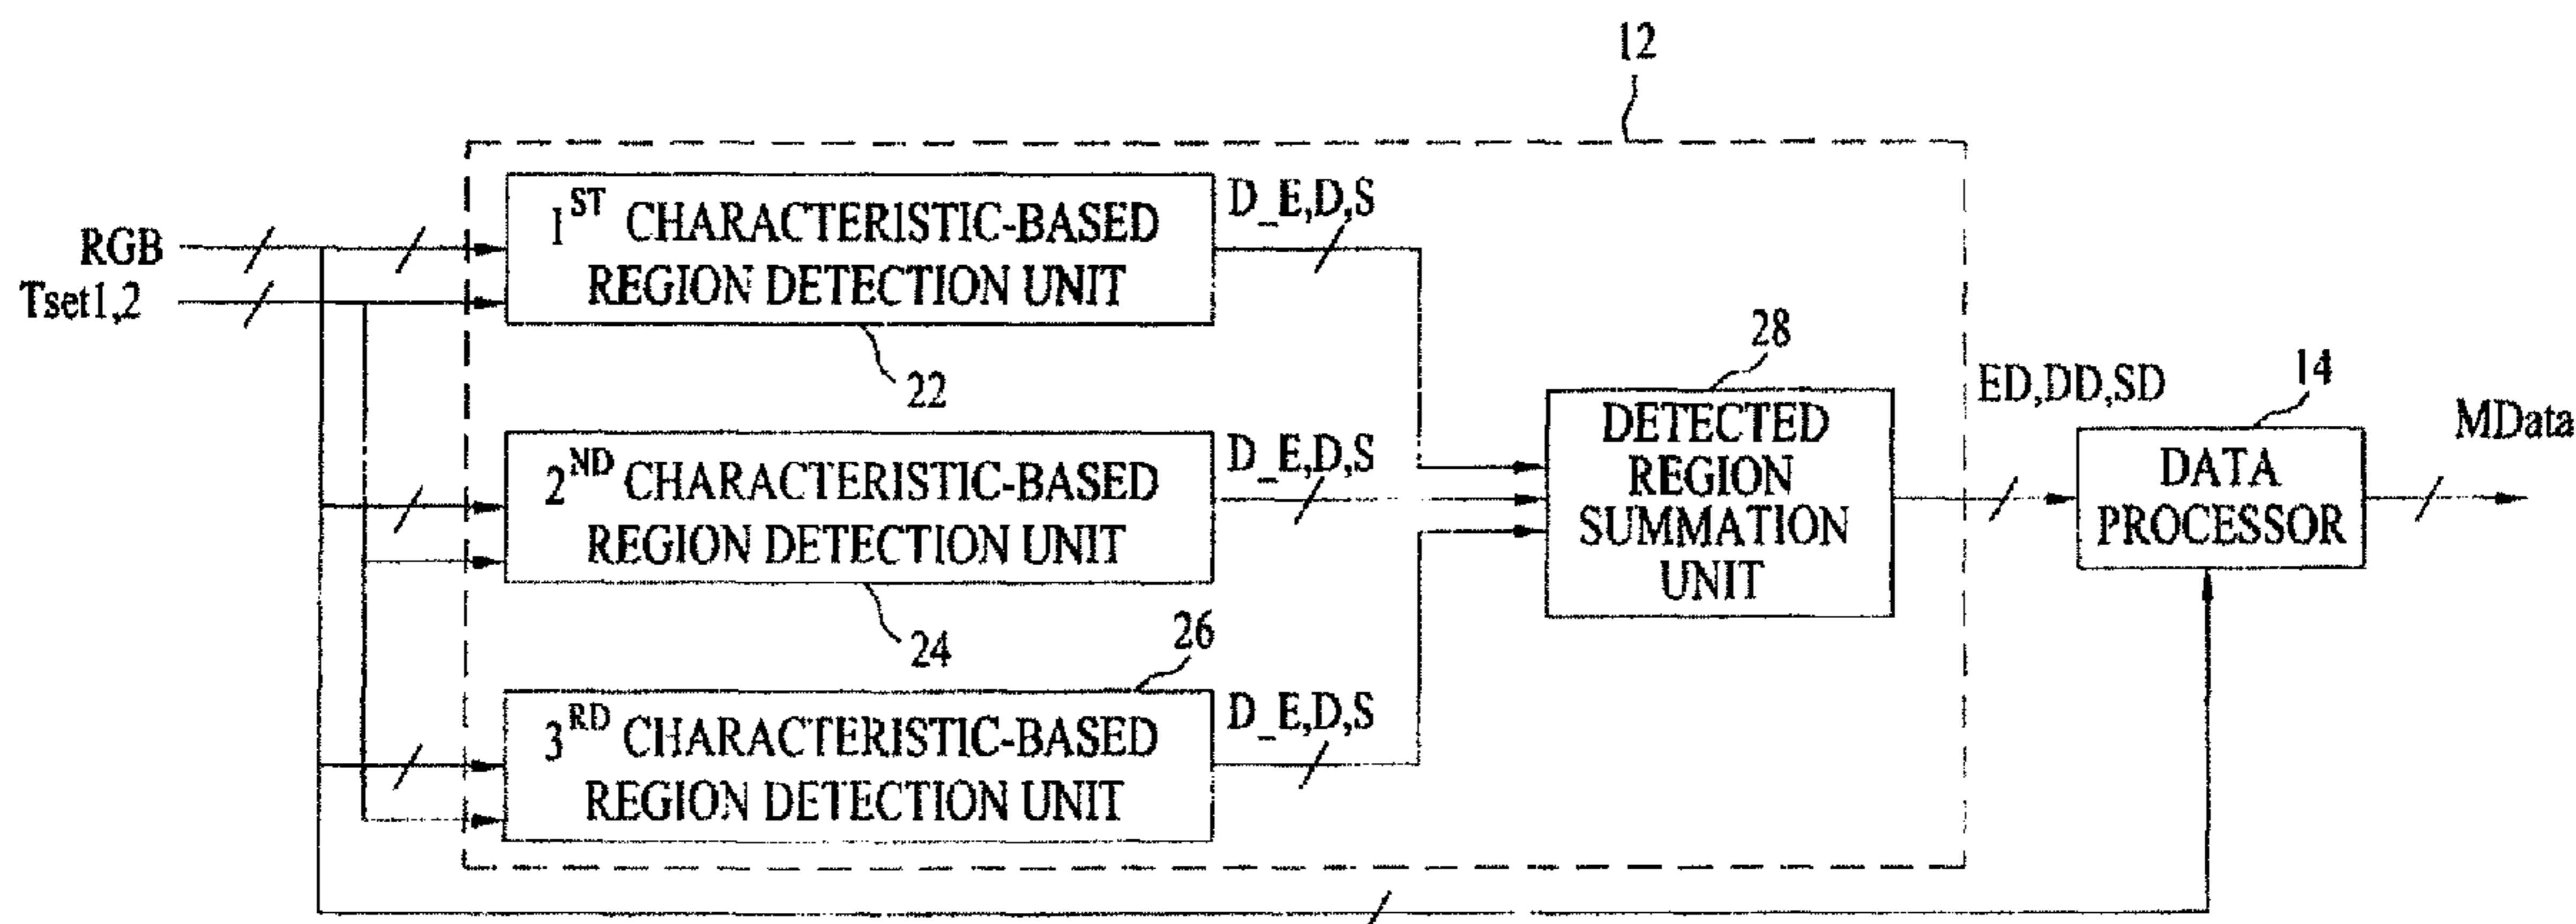 12
1ST CHARACTERISTIC-BASED
REGION DETECTION UNIT
D_E,D,S
RGB
Tset1,2
22
28
DETECTED
REGION
SUMMATION
UNIT
ED,DD,SD
14
DATA
PROCESSOR
MData
2ND CHARACTERISTIC-BASED
REGION DETECTION UNIT
D_E,D,S
24
26
3RD CHARACTERISTIC-BASED
REGION DETECTION UNIT
D_E,D,S